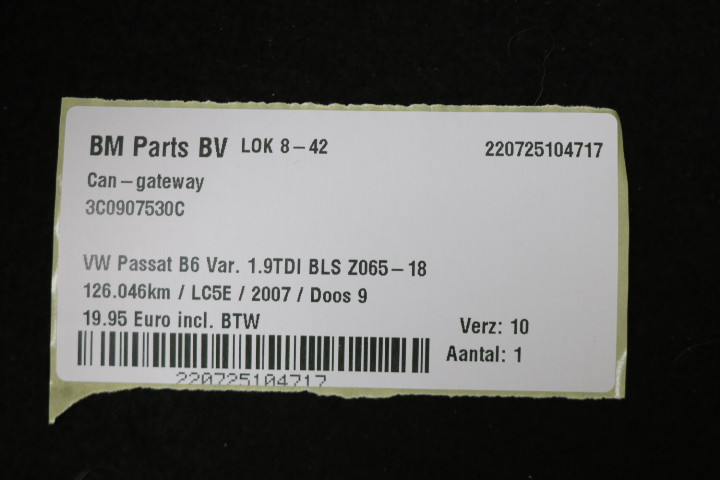 BM Parts BV LOK 8-42 220725104717
Can-gateway
3C0907530C
VW Passat B6 Var. 1.9TDI BLS Z065-18
126.046km / LC5E / 2007 / Doos 9
19.95 Euro incl. BTW Verz: 10
Aantal: 1
220725104717